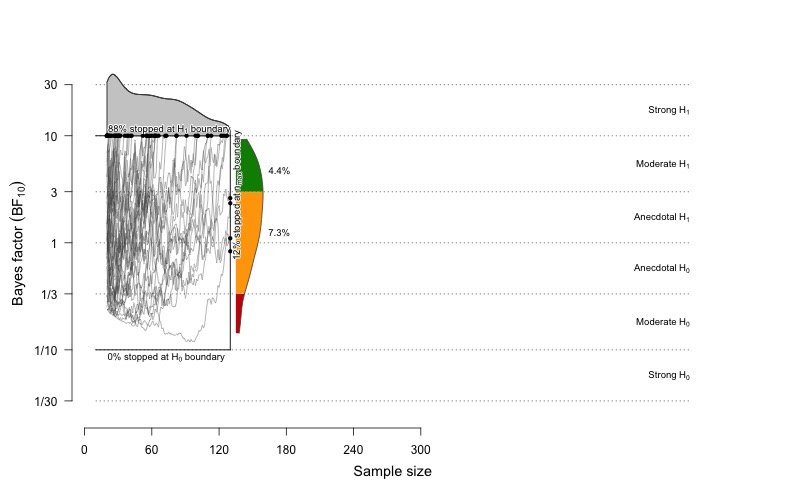 30
Strong H1
88% stopped at H1 boundary
10
Moderate H1
4.4%
3
Anecdotal H1
12% stopped at nmax boundary
7.3%
1
Anecdotal H0
1/3
Moderate H0
1/10
0% stopped at H0 boundary
Strong H0
1/30
Bayes factor (BF10)
0 60 120 180 240 300
Sample size